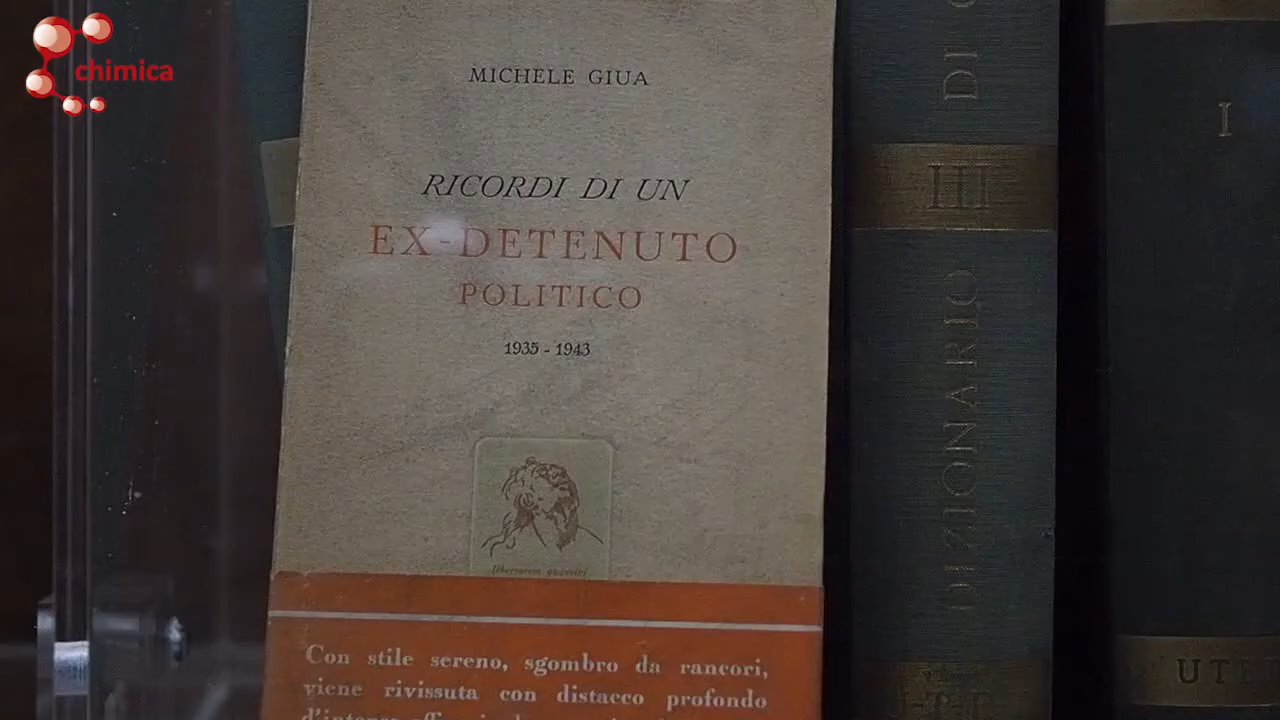 chimica
MICHELE GIUA
RICORDI DI UN
EX-DETENUTO
POLITICO
1935 - 1943
Con stile sereno, sgombro da rancori,
viene rivissuta con distacco profondo
DIZIONARIO DI
III
I